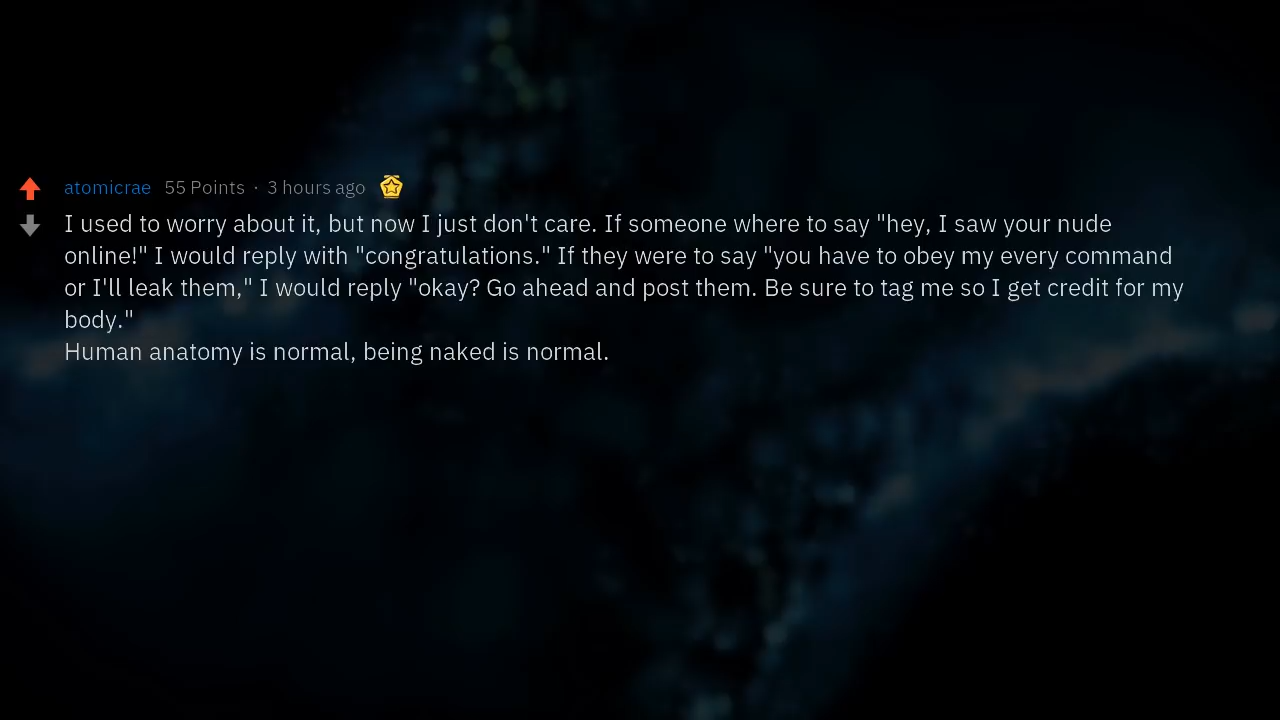 atomicrae 55 Points · 3 hours ago
I used to worry about it, but now I just don't care. If someone where to say "hey, I saw your nude
online!" I would reply with "congratulations." If they were to say "you have to obey my every command
or I'll leak them," I would reply "okay? Go ahead and post them. Be sure to tag me so I get credit for my
body."
Human anatomy is normal, being naked is normal.